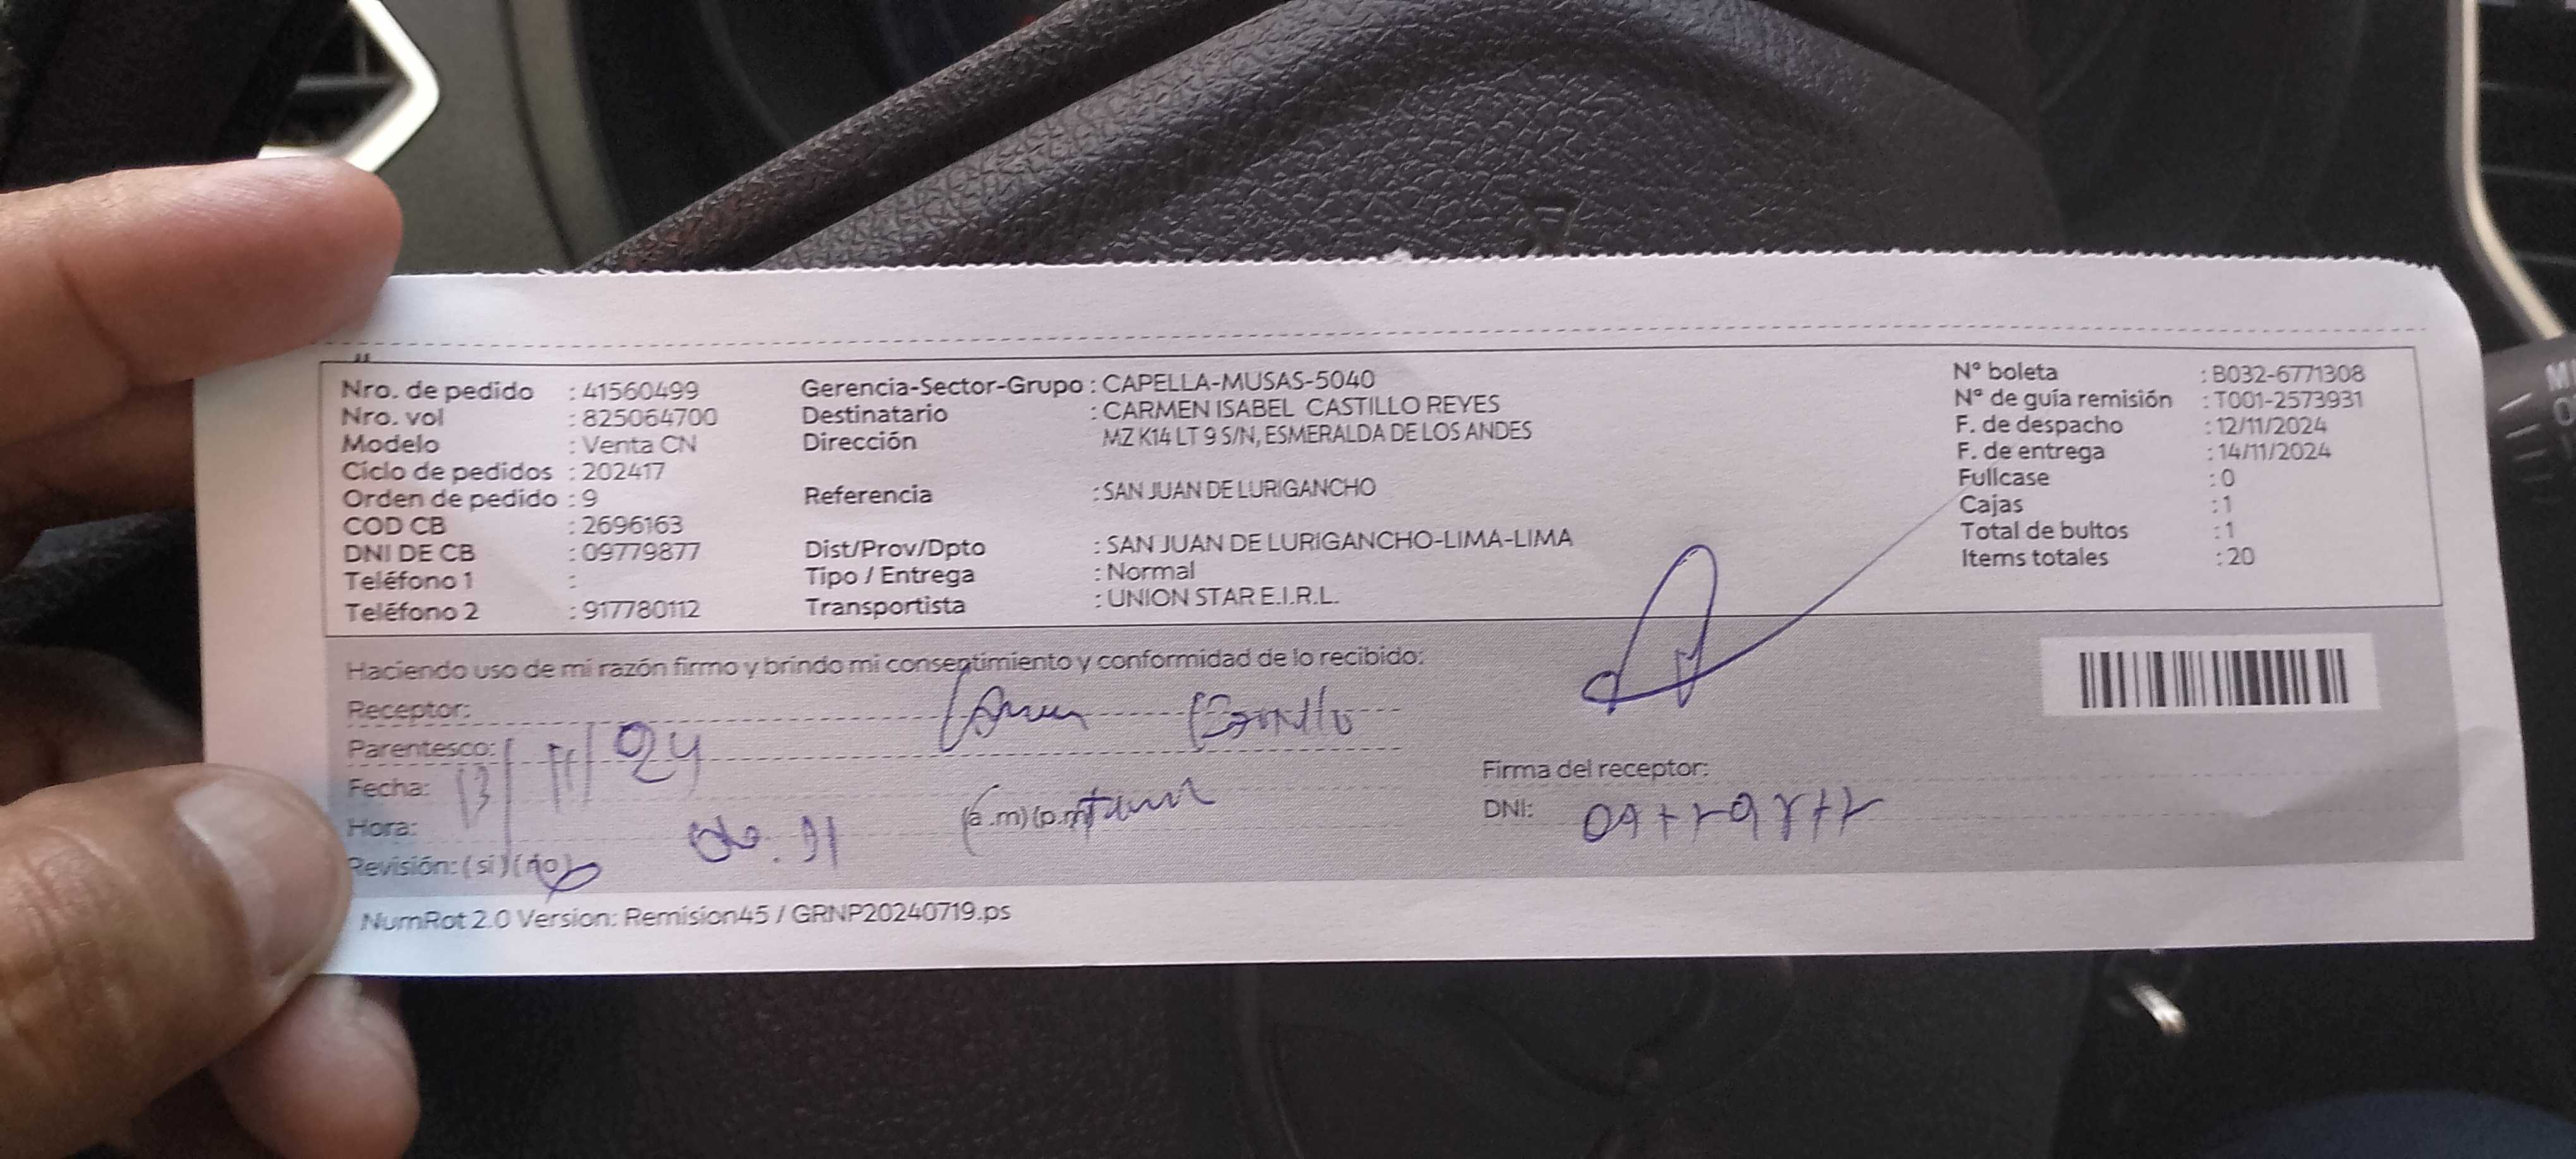 Nro. de pedido : 41560499 Gerencia-Sector-Grupo : CAPELLA-MUSAS-5040 N° boleta : B032-6771308
Nro. vol : 825064700 Destinatario : CARMEN ISABEL CASTILLO REYES N° de guía remisión : T001-2573931
Modelo : Venta CN Dirección MZ K14 LT 9 S/N, ESMERALDA DE LOS ANDES F. de despacho : 12/11/2024
Ciclo de pedidos : 202417 F. de entrega : 14/11/2024
Orden de pedido : 9 Referencia : SAN JUAN DE LURIGANCHO Fullcase : 0
COD CB : 2696163 Cajas : 1
DNI DE CB : 09779877 Dist/Prov/Dpto : SAN JUAN DE LURIGANCHO-LIMA-LIMA Total de bultos : 1
Teléfono 1 : Tipo / Entrega : Normal Items totales : 20
Teléfono 2 : 917780112 Transportista : UNION STAR E.I.R.L.
Haciendo uso de mi razón firmo y brindo mi consentimiento y conformidad de lo recibido:
Receptor:
Parentesco:
Fecha: 13/11/24 Firma del receptor:
Hora: (a.m)(p.m) DNI:
Revisión: (si) (no)
NumRot 2.0 Version: Remision45 / GRNP20240719.ps